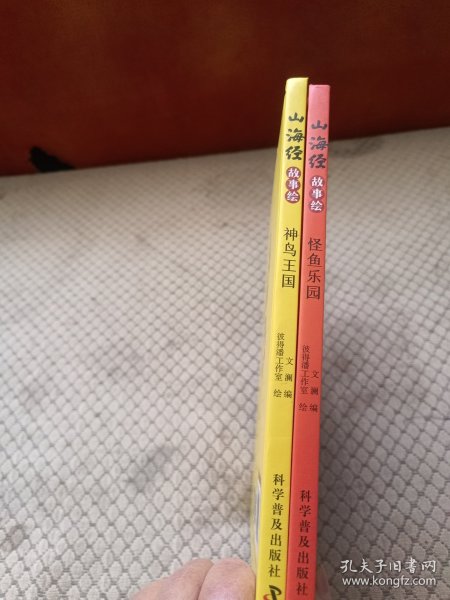 山海经
故事绘
神鸟王国
文澜 编
彼得潘工作室 绘
科学普及出版社
山海经
故事绘
怪鱼乐园
文澜 编
彼得潘工作室 绘
科学普及出版社
孔夫子旧书网
www.kongfz.com